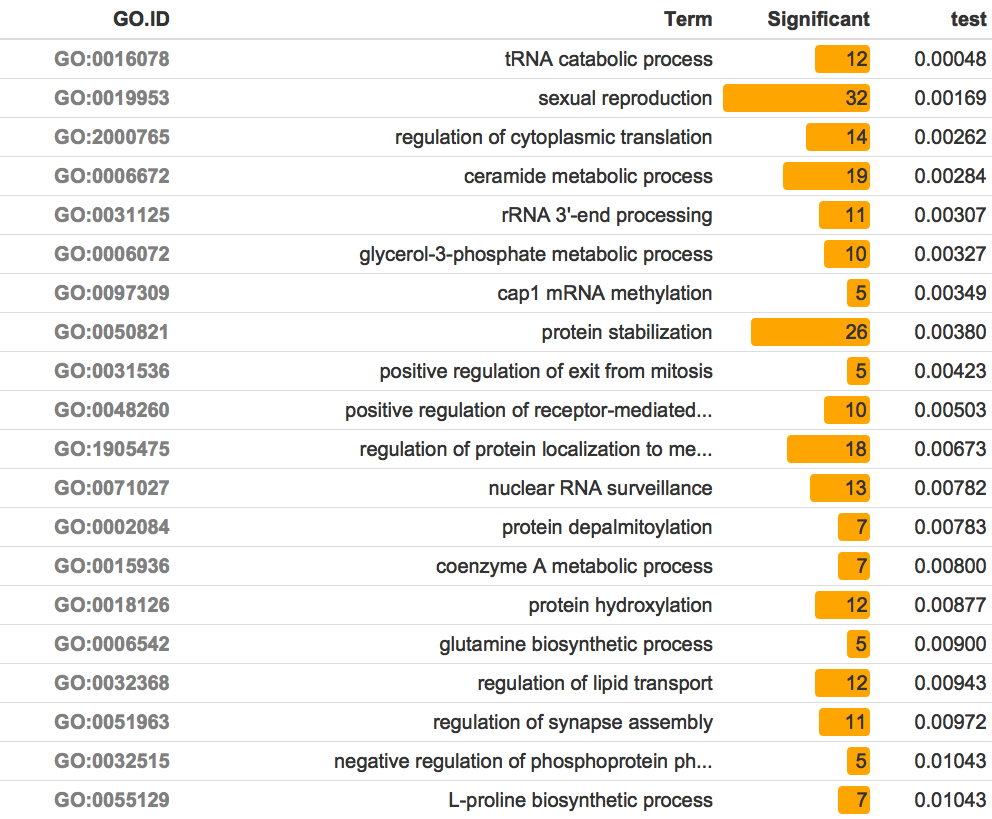 GO.ID Term Significant test
GO:0016078 tRNA catabolic process 12 0.00048
GO:0019953 sexual reproduction 32 0.00169
GO:2000765 regulation of cytoplasmic translation 14 0.00262
GO:0006672 ceramide metabolic process 19 0.00284
GO:0031125 rRNA 3'-end processing 11 0.00307
GO:0006072 glycerol-3-phosphate metabolic process 10 0.00327
GO:0097309 cap1 mRNA methylation 5 0.00349
GO:0050821 protein stabilization 26 0.00380
GO:0031536 positive regulation of exit from mitosis 5 0.00423
GO:0048260 positive regulation of receptor-mediated... 10 0.00503
GO:1905475 regulation of protein localization to me... 18 0.00673
GO:0071027 nuclear RNA surveillance 13 0.00782
GO:0002084 protein depalmitoylation 7 0.00783
GO:0015936 coenzyme A metabolic process 7 0.00800
GO:0018126 protein hydroxylation 12 0.00877
GO:0006542 glutamine biosynthetic process 5 0.00900
GO:0032368 regulation of lipid transport 12 0.00943
GO:0051963 regulation of synapse assembly 11 0.00972
GO:0032515 negative regulation of phosphoprotein ph... 5 0.01043
GO:0055129 L-proline biosynthetic process 7 0.01043